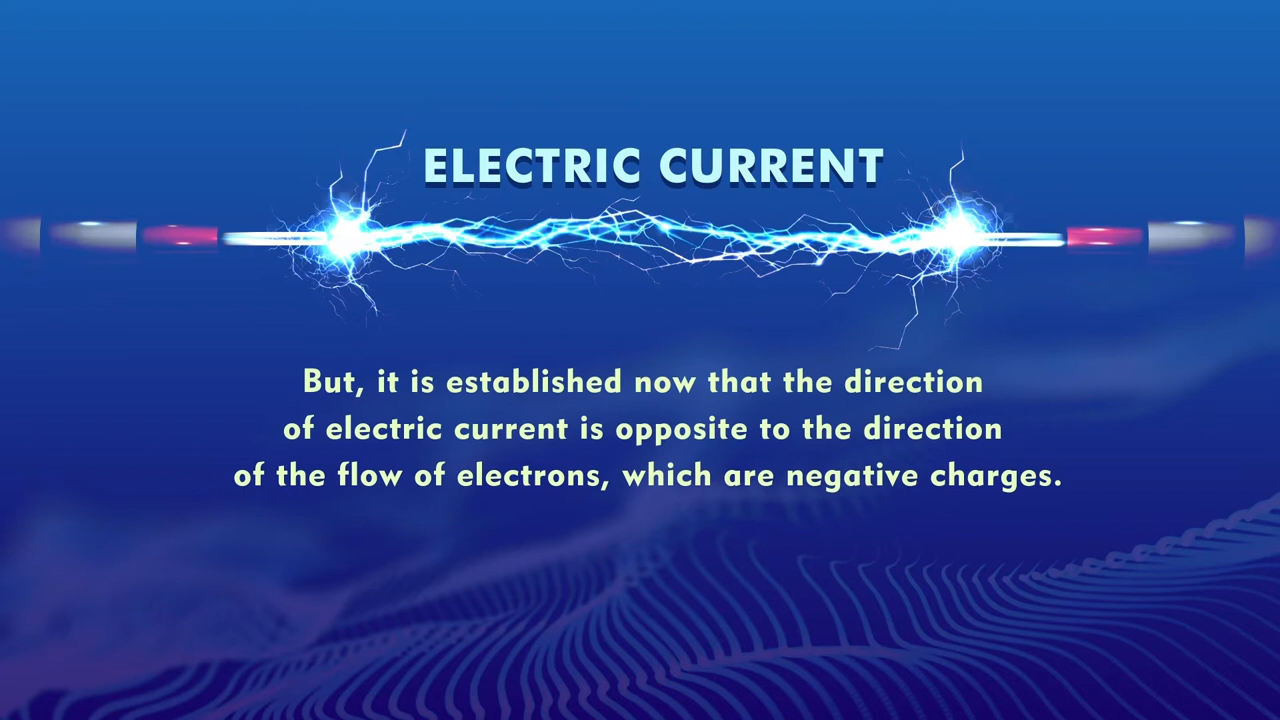 ELECTRIC CURRENT
But, it is established now that the direction
of electric current is opposite to the direction
of the flow of electrons, which are negative charges.